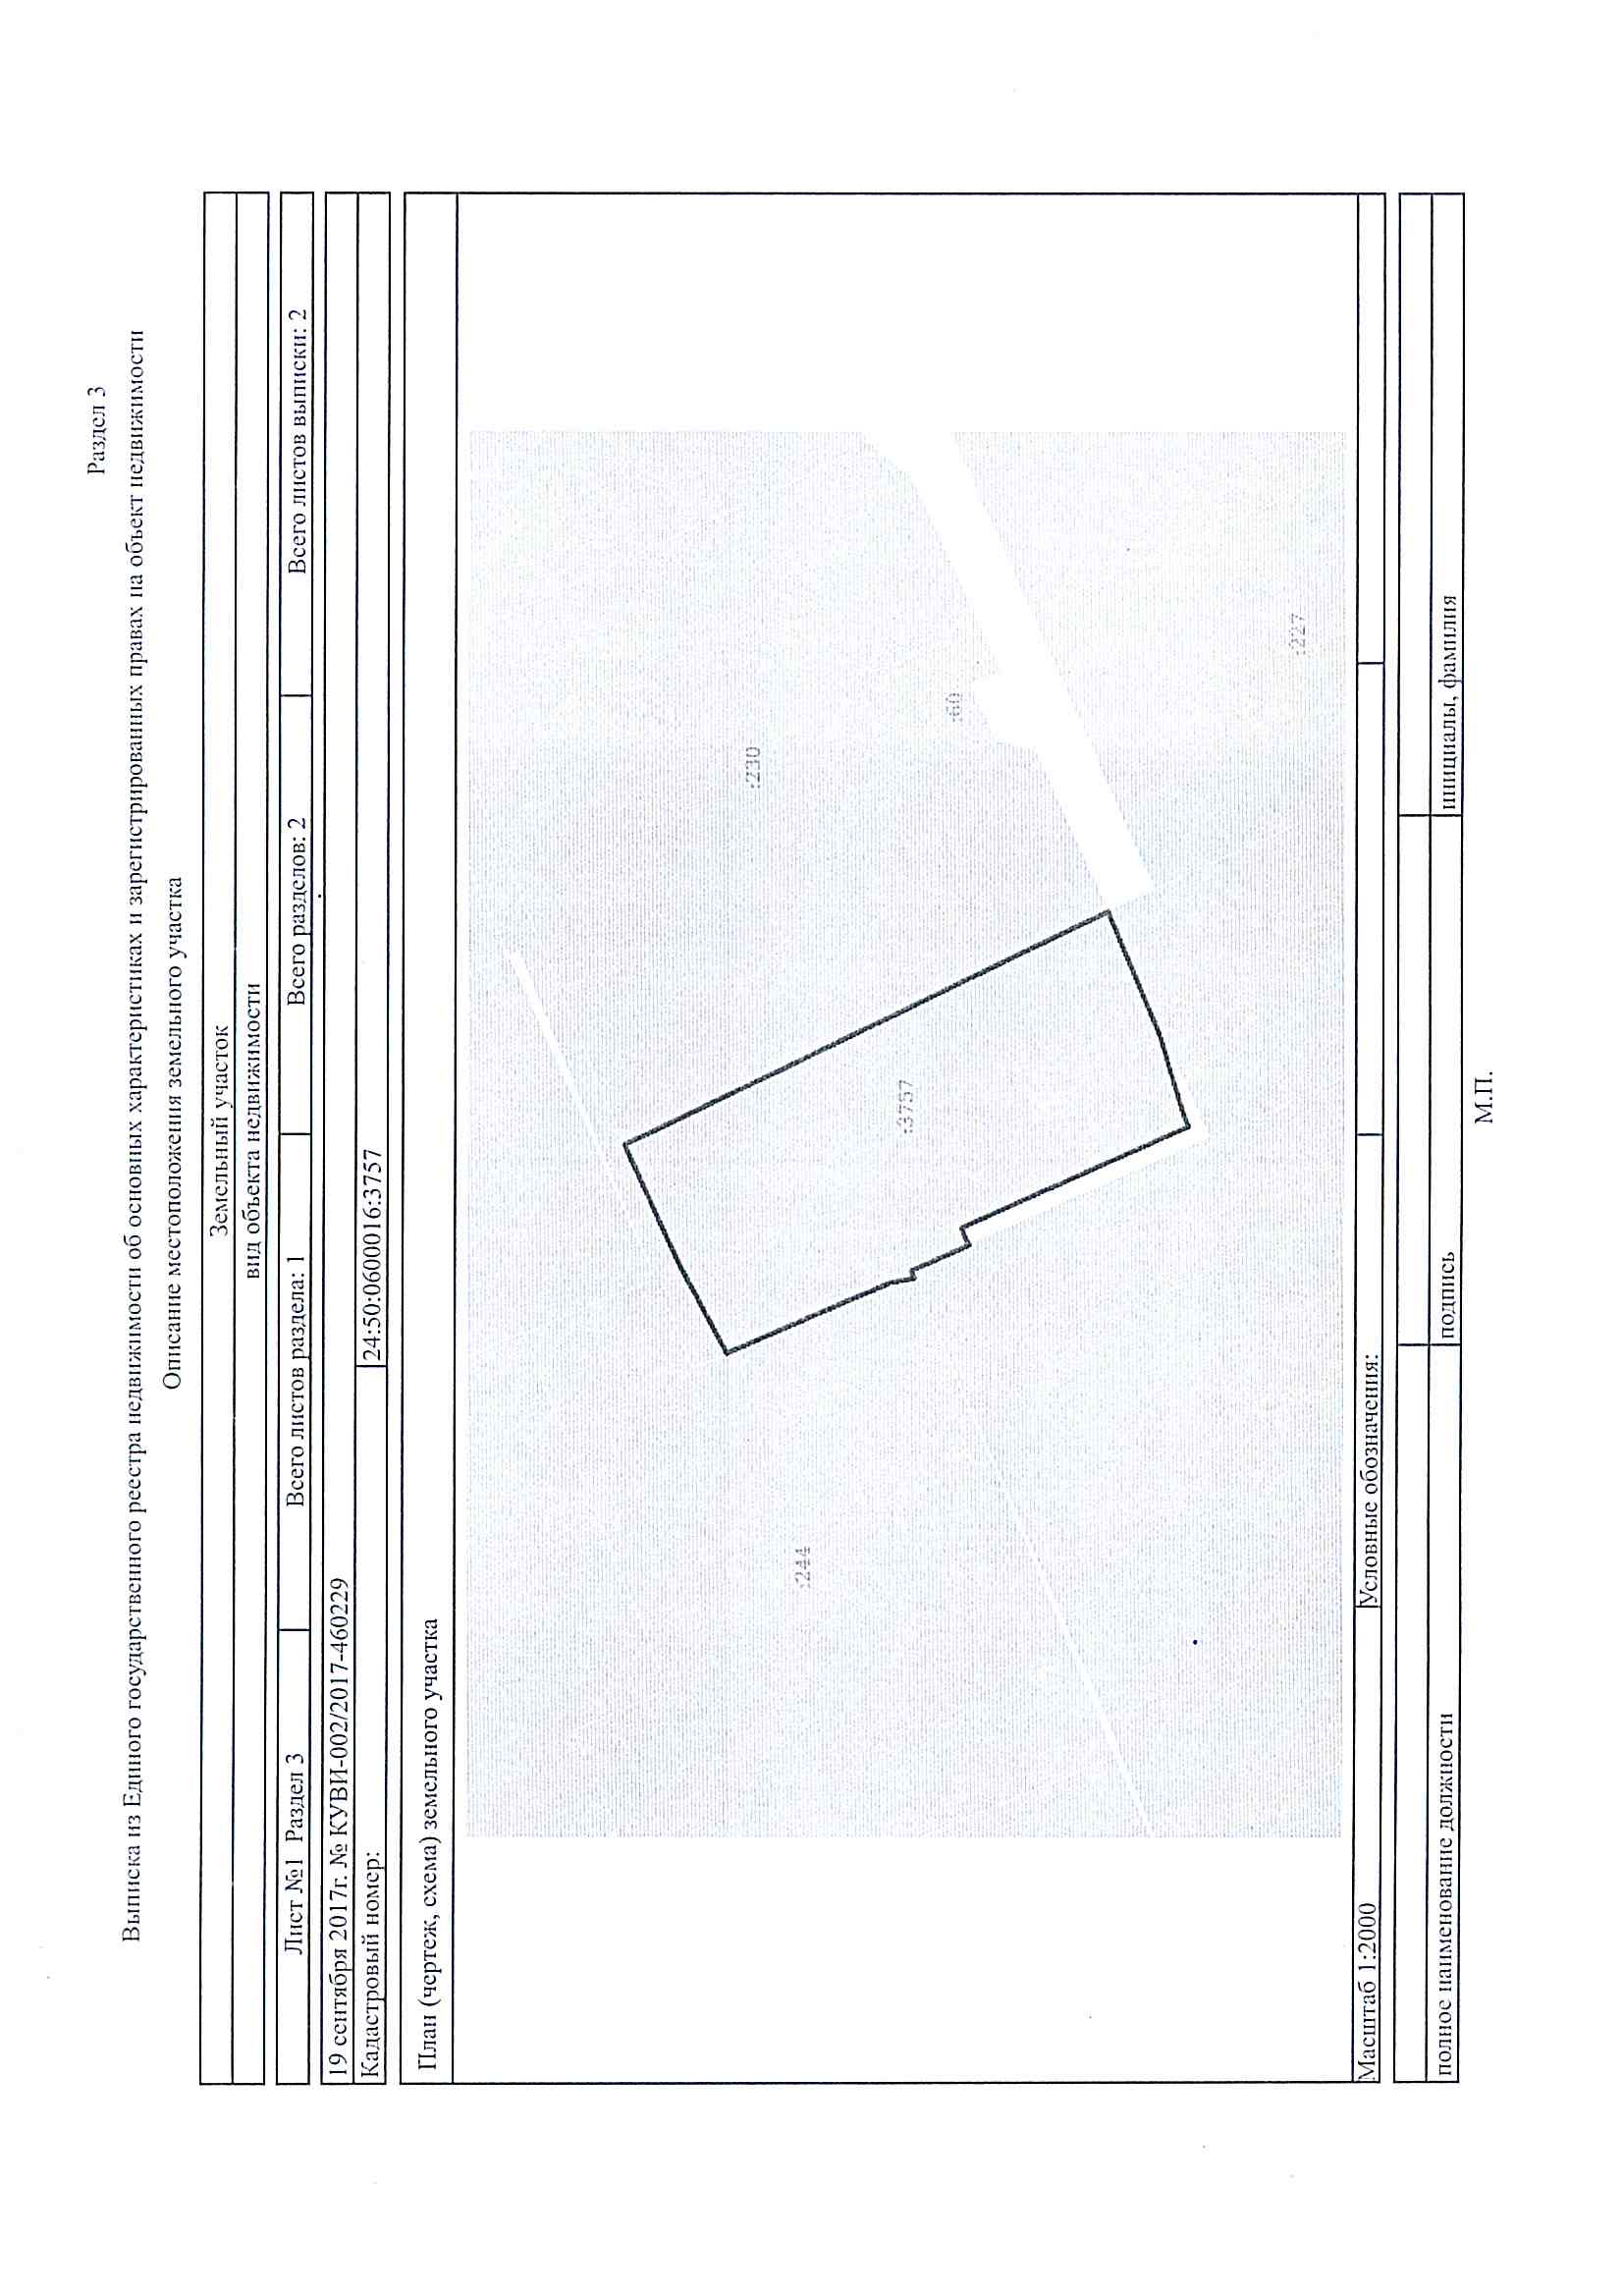 Раздел 3
Выписка из Единого государственного реестра недвижимости об основных характеристиках и зарегистрированных правах на объект недвижимости
Описание местоположения земельного участка
Земельный участок
вид объекта недвижимости
Лист №1 Раздел 3 Всего листов раздела: 1 Всего разделов: 2 Всего листов выписки: 2
19 сентября 2017г. № КУВИ-002/2017-460229
Кадастровый номер: 24:50:0600016:3757
План (чертеж, схема) земельного участка
:230
:244
:3757
:60
:227
Масштаб 1:2000 Условные обозначения:
полное наименование должности подпись инициалы, фамилия
М.П.